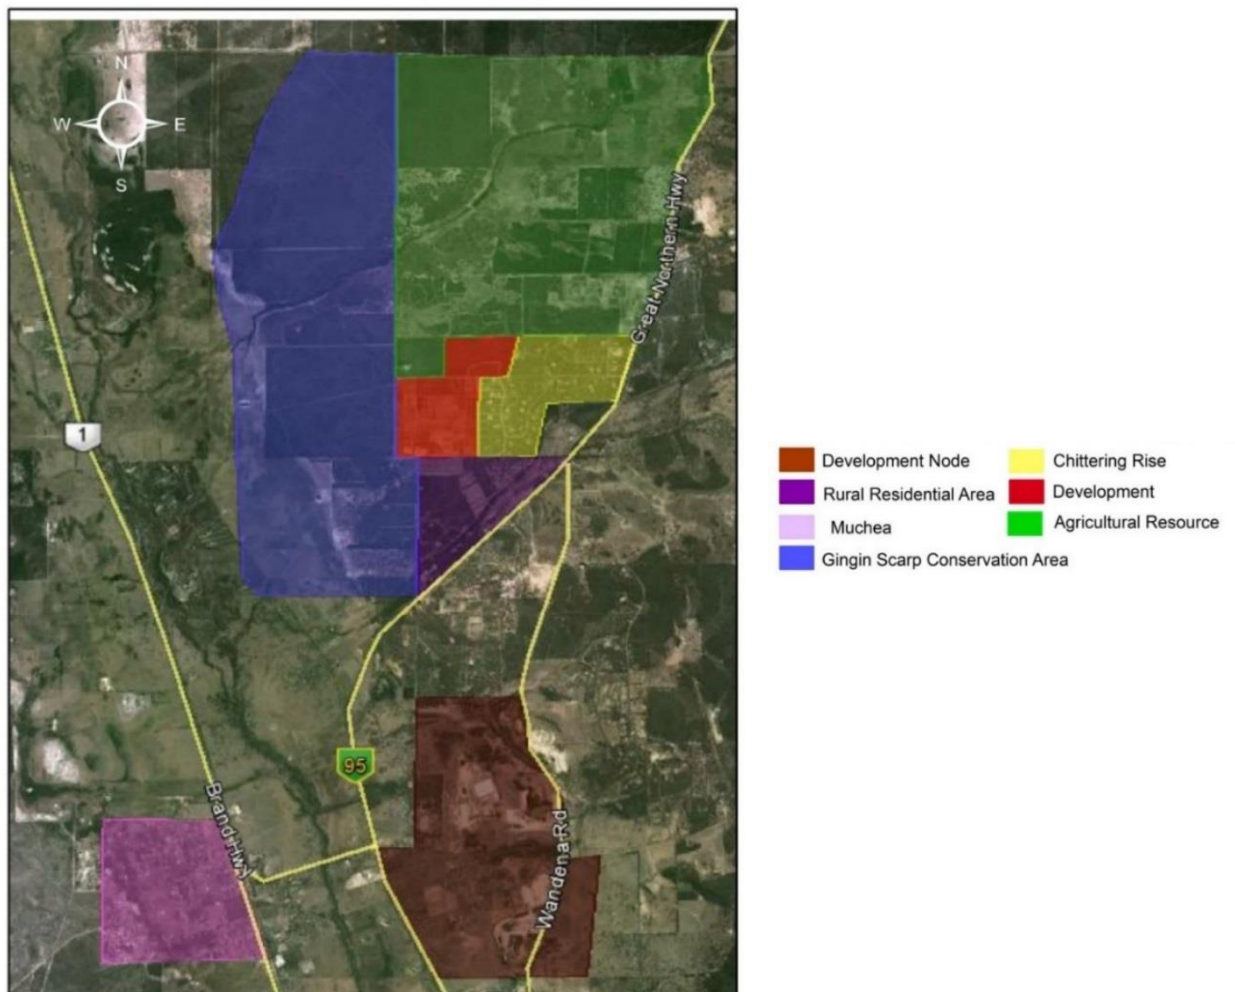 N
W E
S
Great Northern Hwy
1
95
Brand Hwy
Wandena Rd
Development Node
Rural Residential Area
Muchea
Gingin Scarp Conservation Area
Chittering Rise
Development
Agricultural Resource